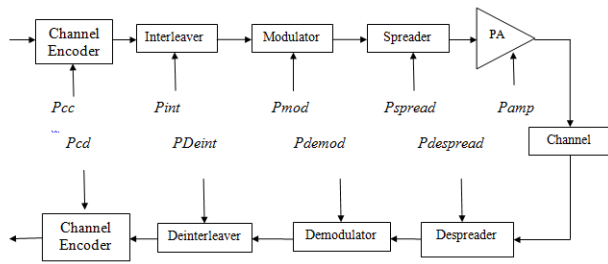 Channel
Encoder
Interleaver
Modulator
Spreader
PA
Pcc
Pint
Pmod
Pspread
Pamp
Pcd
PDeint
Pdemod
Pdespread
Channel
Channel
Encoder
Deinterleaver
Demodulator
Despreader